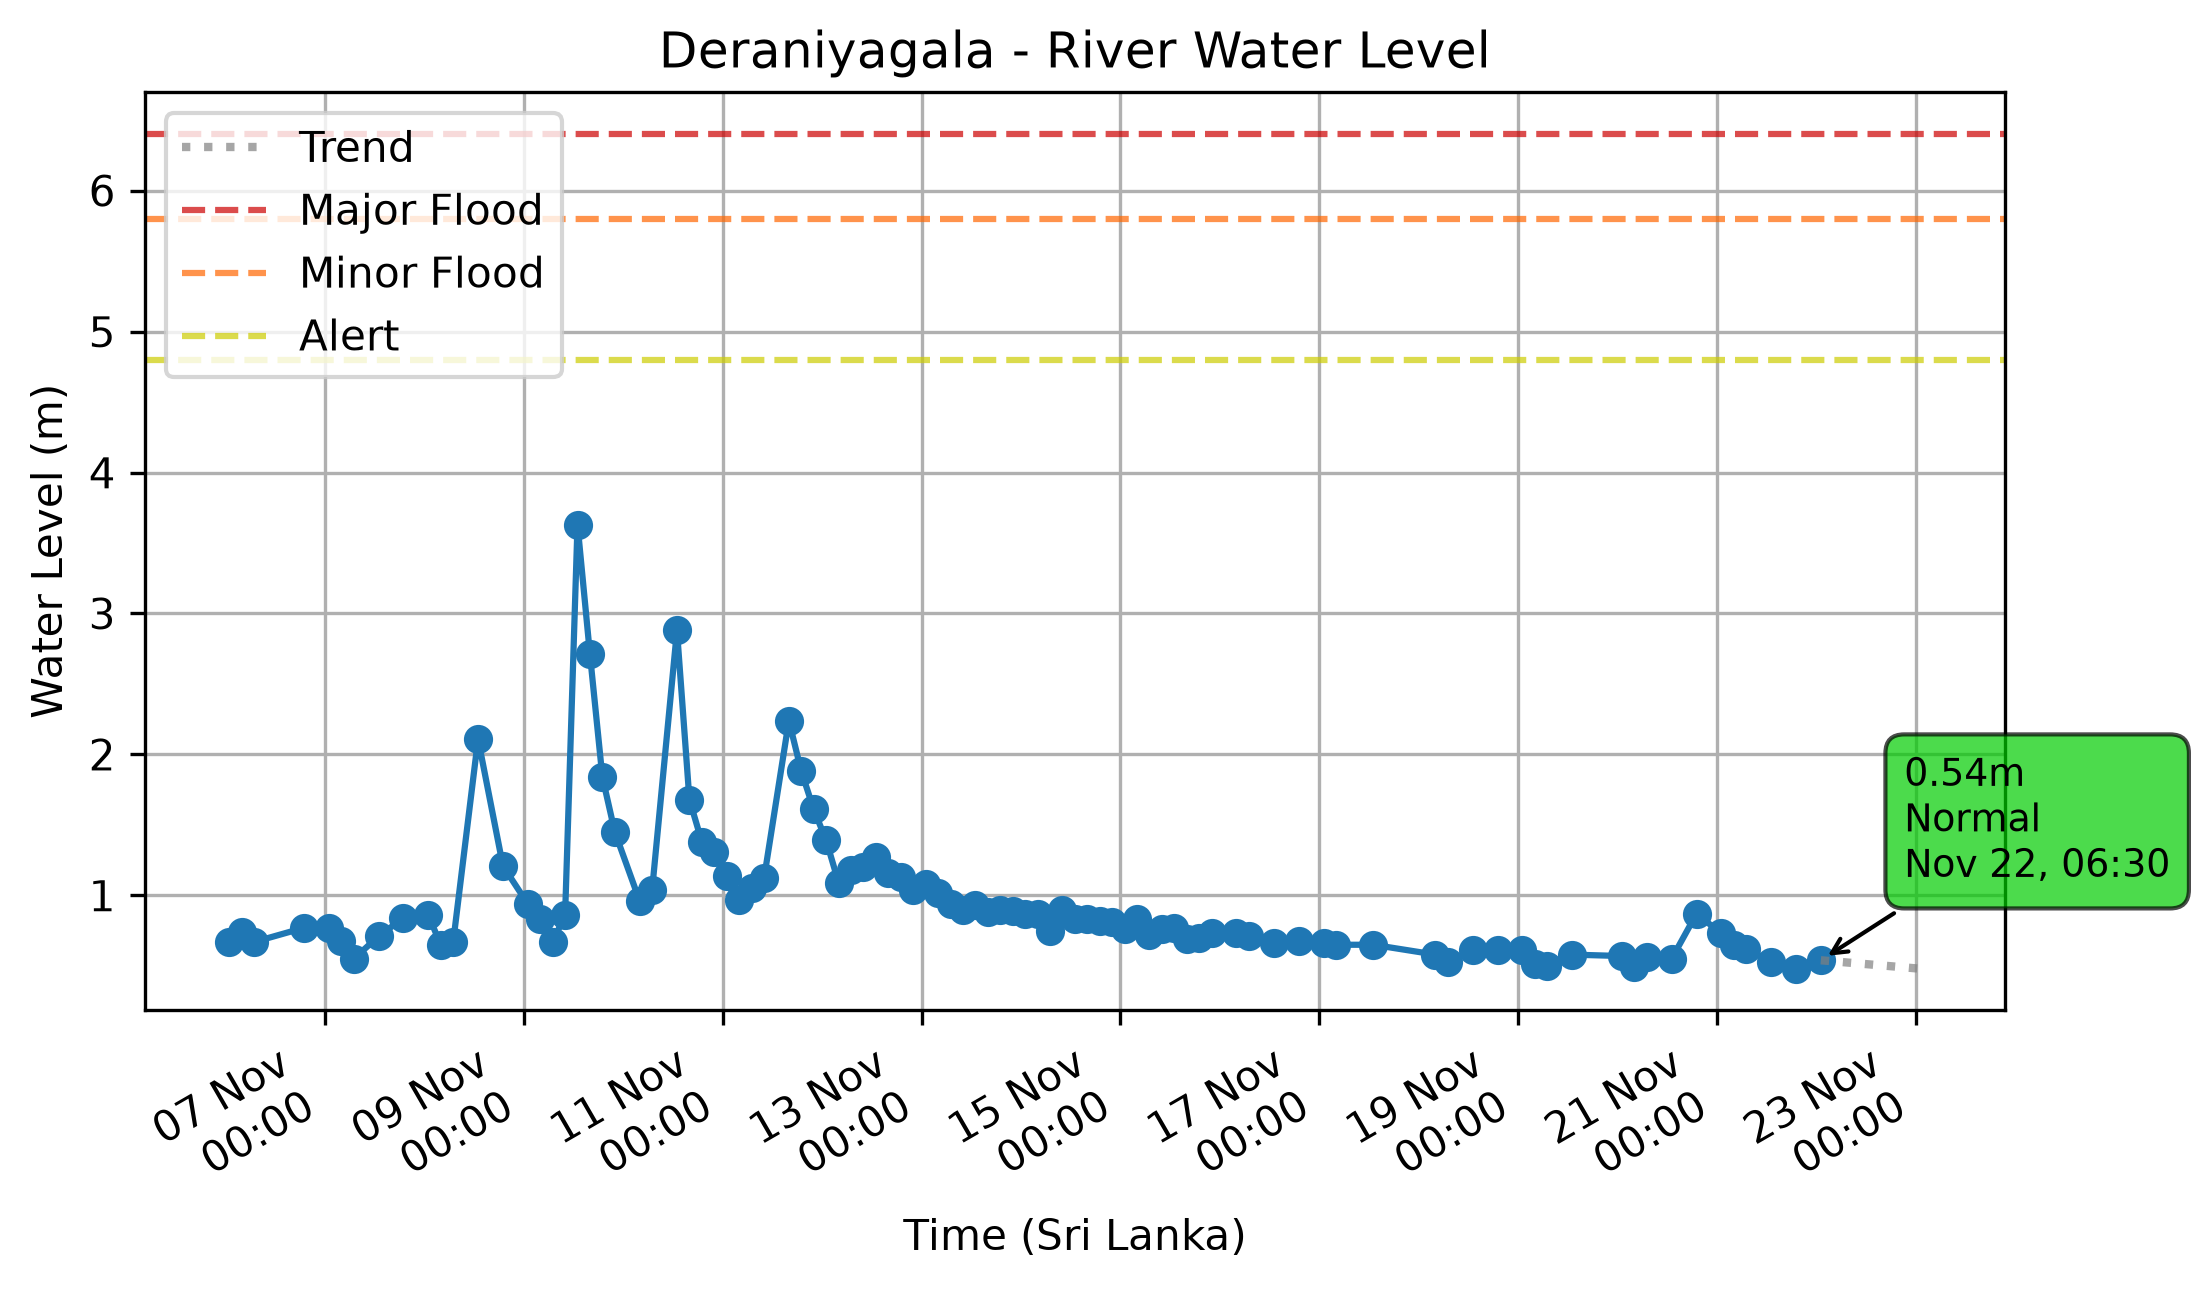 Deraniyagala - River Water Level
Trend
Major Flood
Minor Flood
Alert
6
5
4
3
2
1
Water Level (m)
0.54m
Normal
Nov 22, 06:30
07 Nov
00:00
09 Nov
00:00
11 Nov
00:00
13 Nov
00:00
15 Nov
00:00
17 Nov
00:00
19 Nov
00:00
21 Nov
00:00
23 Nov
00:00
Time (Sri Lanka)